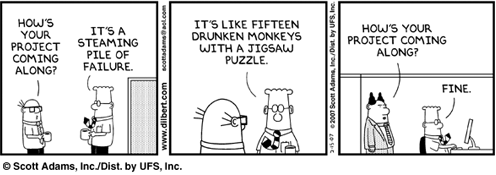 HOW'S
YOUR
PROJECT
COMING
ALONG?
IT'S A
STEAMING
PILE OF
FAILURE.
scottadams@aol.com
www.dilbert.com
IT'S LIKE FIFTEEN
DRUNKEN MONKEYS
WITH A JIGSAW
PUZZLE.
© 2007 Scott Adams, Inc./Dist. by UFS, Inc.
HOW'S YOUR
PROJECT COMING
ALONG?
FINE.
© Scott Adams, Inc./Dist. by UFS, Inc.